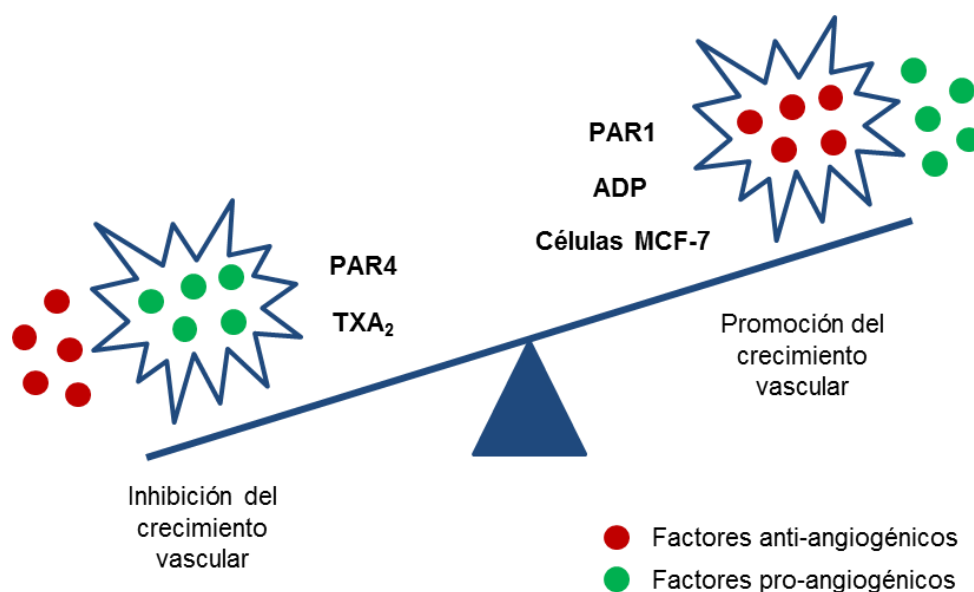 PAR1
ADP
Células MCF-7
PAR4
TXA₂
Promoción del
crecimiento
vascular
Inhibición del
crecimiento
vascular
Factores anti-angiogénicos
Factores pro-angiogénicos